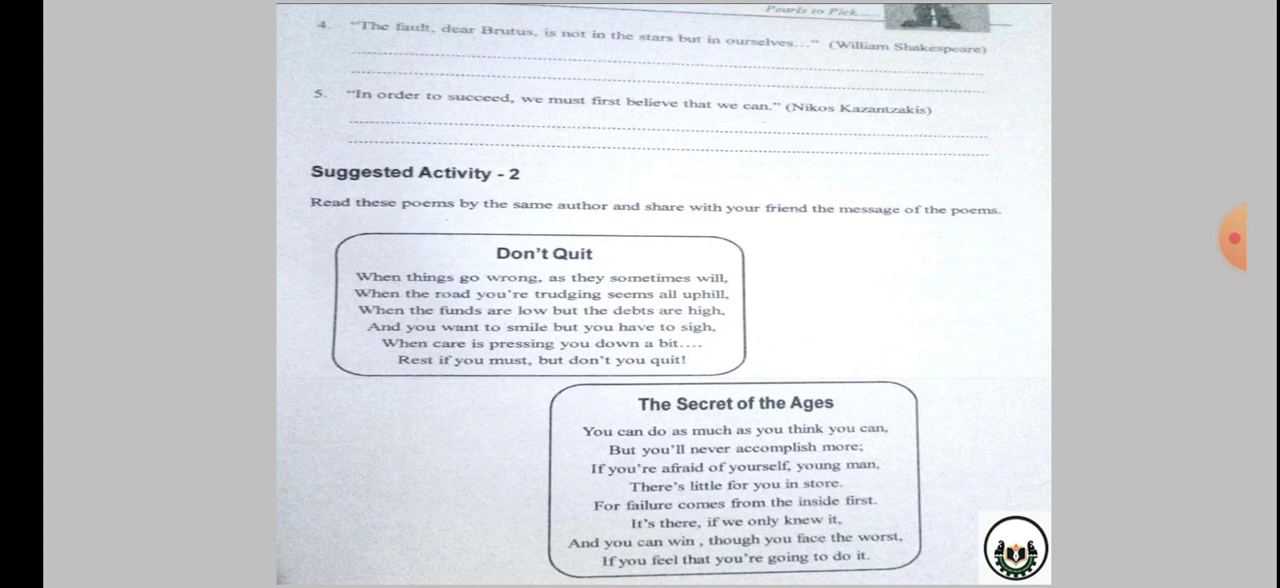 Pearls to Pick.....
4. "The fault, dear Brutus, is not in the stars but in ourselves..." (William Shakespeare)
5. "In order to succeed, we must first believe that we can." (Nikos Kazantzakis)
Suggested Activity - 2
Read these poems by the same author and share with your friend the message of the poems.
Don't Quit
When things go wrong, as they sometimes will,
When the road you're trudging seems all uphill,
When the funds are low but the debts are high,
And you want to smile but you have to sigh,
When care is pressing you down a bit....
Rest if you must, but don't you quit!
The Secret of the Ages
You can do as much as you think you can,
But you'll never accomplish more;
If you're afraid of yourself, young man,
There's little for you in store.
For failure comes from the inside first.
It's there, if we only knew it,
And you can win , though you face the worst,
If you feel that you're going to do it.